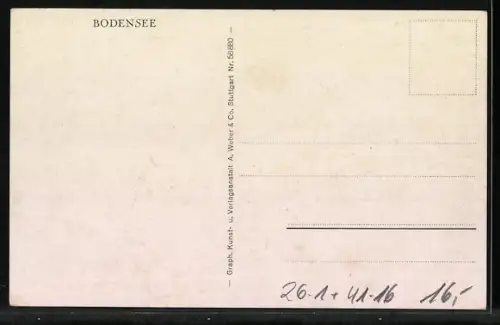 BODENSEE
— Graph. Kunst- u. Verlagsanstalt A. Weber & Co. Stuttgart Nr. 56880 —
26-1+41-16 16,-